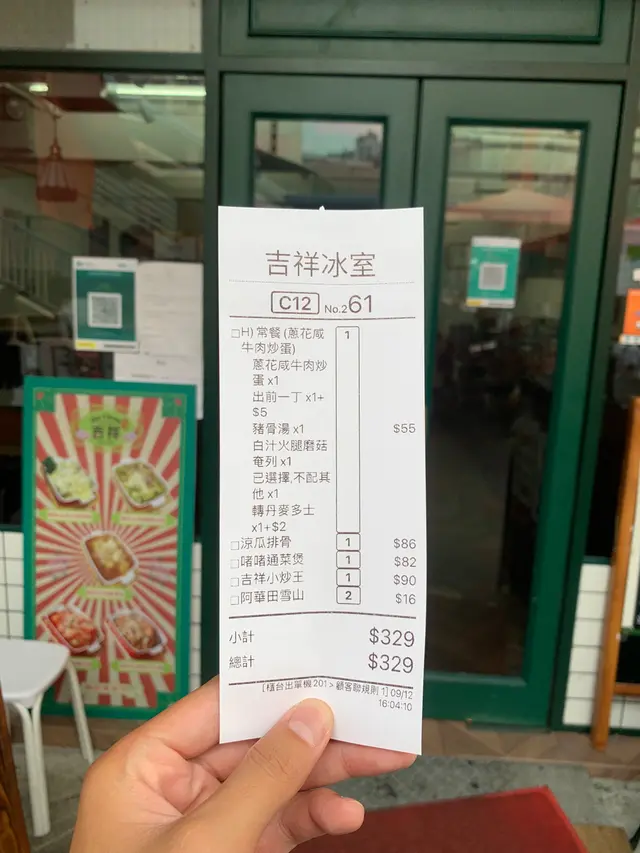 吉祥冰室
C12 No.261
□H) 常餐 (蔥花咸 1
牛肉炒蛋)
蔥花咸牛肉炒
蛋 x1
出前一丁 x1+
$5
豬骨湯 x1 $55
白汁火腿磨菇
奄列 x1
已選擇,不配其
他 x1
轉丹麥多士
x1+$2
□涼瓜排骨 1 $86
□啫啫通菜煲 1 $82
□吉祥小炒王 1 $90
□阿華田雪山 2 $16
小計 $329
總計 $329
[櫃台出單機201 > 顧客聯規則 1] 09/12
16:04:10
吉祥